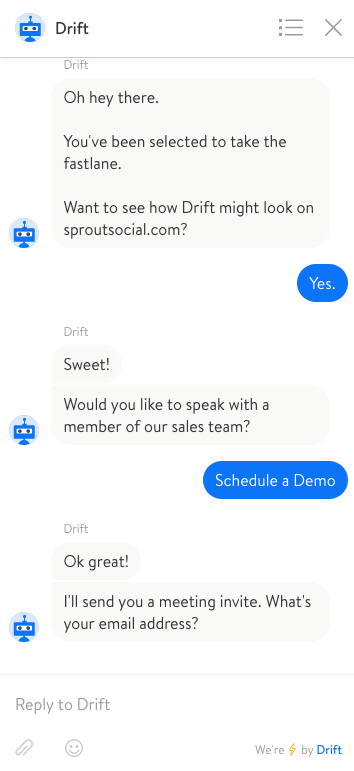 Drift
Drift
Oh hey there.
You've been selected to take the
fastlane.
Want to see how Drift might look on
sproutsocial.com?
Yes.
Drift
Sweet!
Would you like to speak with a
member of our sales team?
Schedule a Demo
Drift
Ok great!
I'll send you a meeting invite. What's
your email address?
Reply to Drift
We're ⚡ by Drift